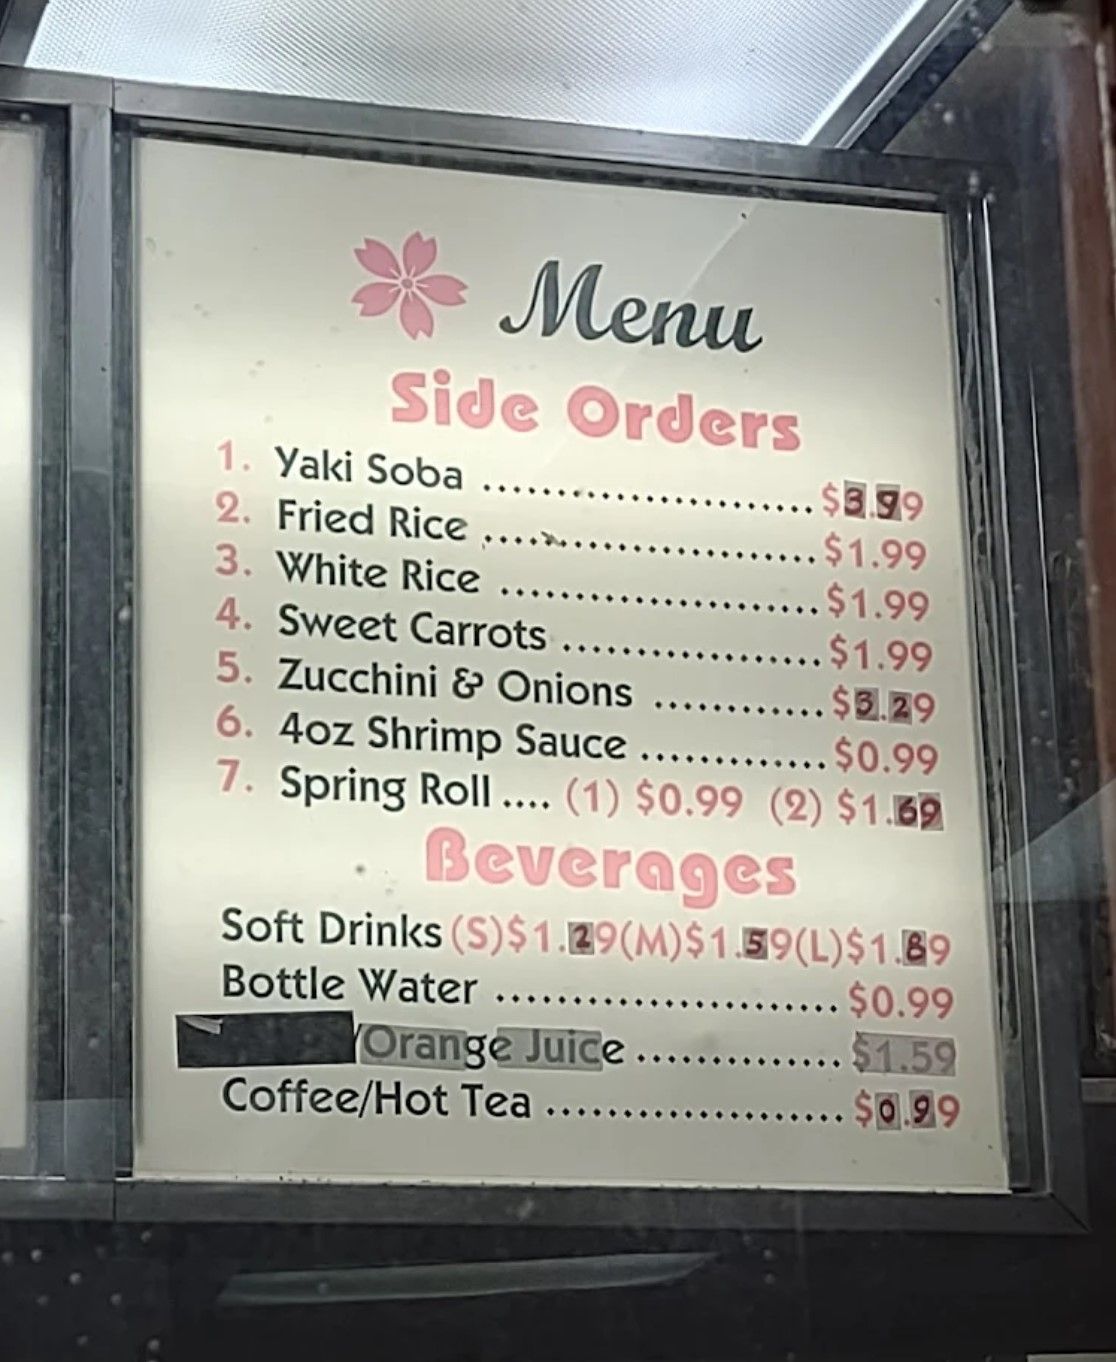 Menu
Side Orders
1. Yaki Soba ...................... $3.99
2. Fried Rice ...................... $1.99
3. White Rice ..................... $1.99
4. Sweet Carrots ................. $1.99
5. Zucchini & Onions ............ $3.29
6. 4oz Shrimp Sauce ............. $0.99
7. Spring Roll .... (1) $0.99 (2) $1.69
Beverages
Soft Drinks (S)$1.29(M)$1.59(L)$1.89
Bottle Water ....................... $0.99
/Orange Juice .............. $1.59
Coffee/Hot Tea .................... $0.99